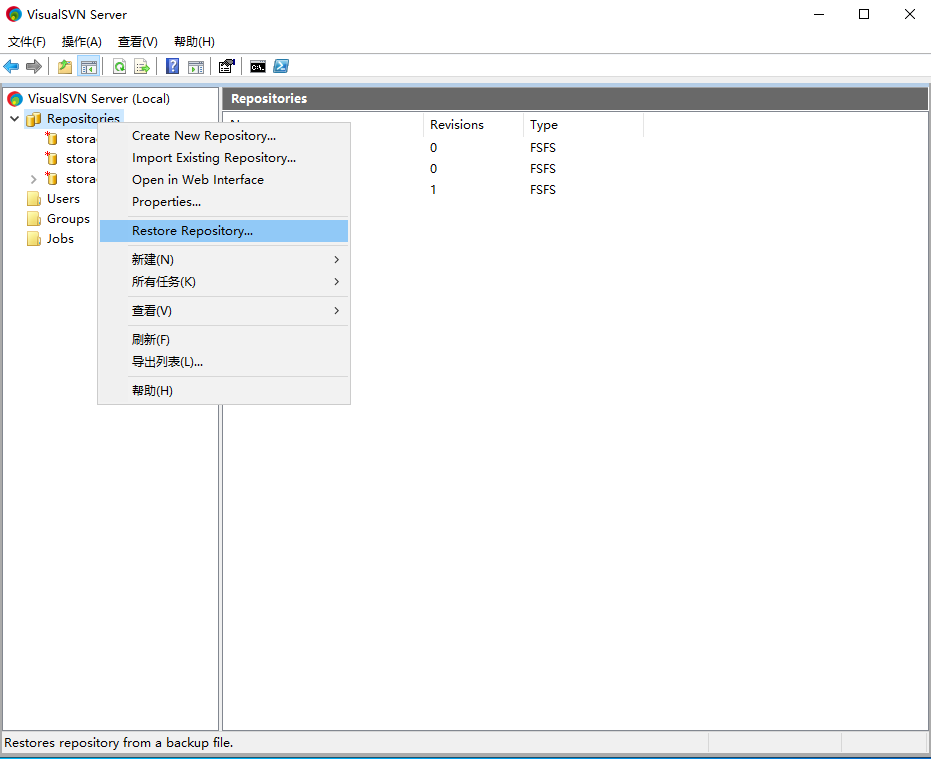 VisualSVN Server
文件(F) 操作(A) 查看(V) 帮助(H)
VisualSVN Server (Local)
Repositories
stora
stora
stora
Users
Groups
Jobs
Create New Repository...
Import Existing Repository...
Open in Web Interface
Properties...
Restore Repository...
新建(N)
所有任务(K)
查看(V)
刷新(F)
导出列表(L)...
帮助(H)
Repositories
Revisions Type
0 FSFS
0 FSFS
1 FSFS
Restores repository from a backup file.